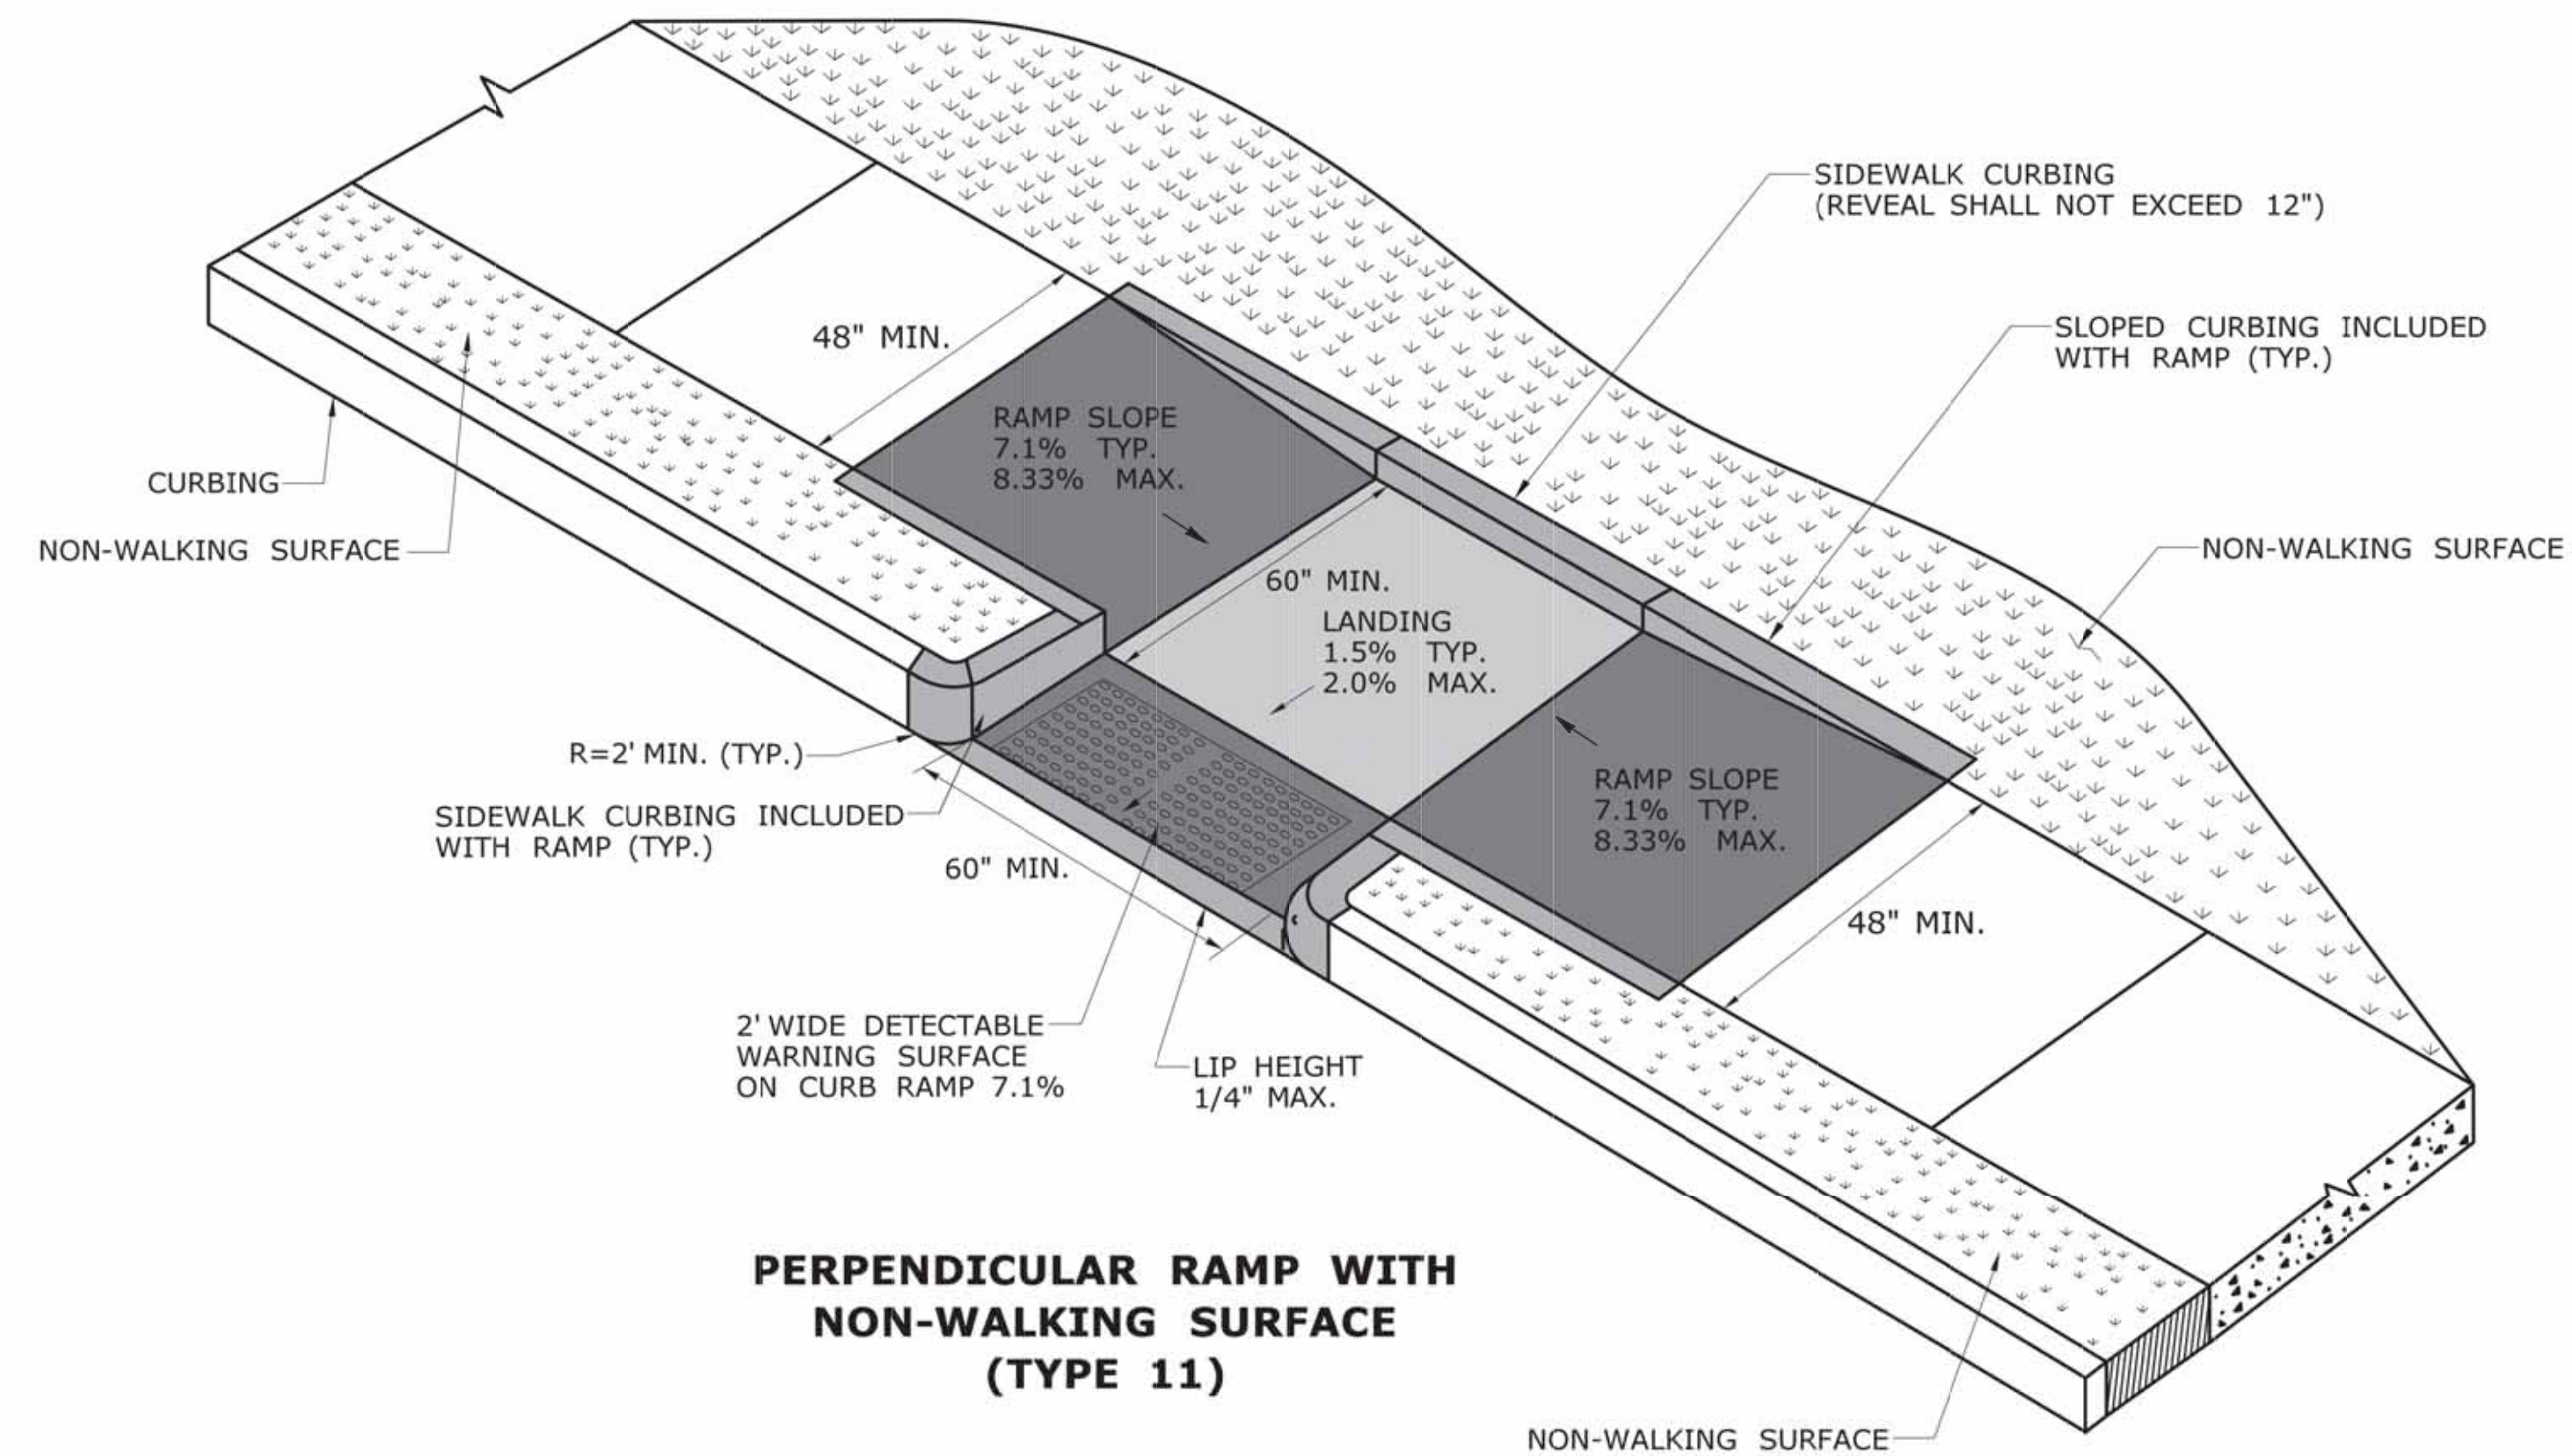 SIDEWALK CURBING
(REVEAL SHALL NOT EXCEED 12")
SLOPED CURBING INCLUDED
WITH RAMP (TYP.)
48" MIN.
RAMP SLOPE
7.1% TYP.
8.33% MAX.
CURBING
NON-WALKING SURFACE
NON-WALKING SURFACE
60" MIN.
LANDING
1.5% TYP.
2.0% MAX.
R=2' MIN. (TYP.)
SIDEWALK CURBING INCLUDED
WITH RAMP (TYP.)
RAMP SLOPE
7.1% TYP.
8.33% MAX.
60" MIN.
48" MIN.
2' WIDE DETECTABLE
WARNING SURFACE
ON CURB RAMP 7.1%
LIP HEIGHT
1/4" MAX.
PERPENDICULAR RAMP WITH
NON-WALKING SURFACE
(TYPE 11)
NON-WALKING SURFACE